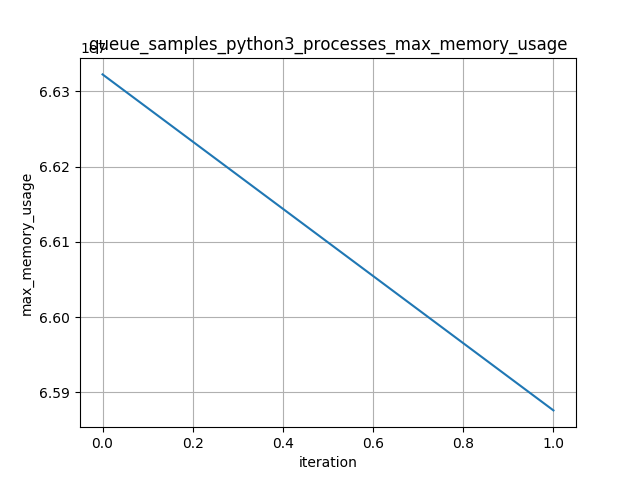 queue_samples_python3_processes_max_memory_usage
1e7
6.63
6.62
6.61
6.60
6.59
max_memory_usage
0.0 0.2 0.4 0.6 0.8 1.0
iteration